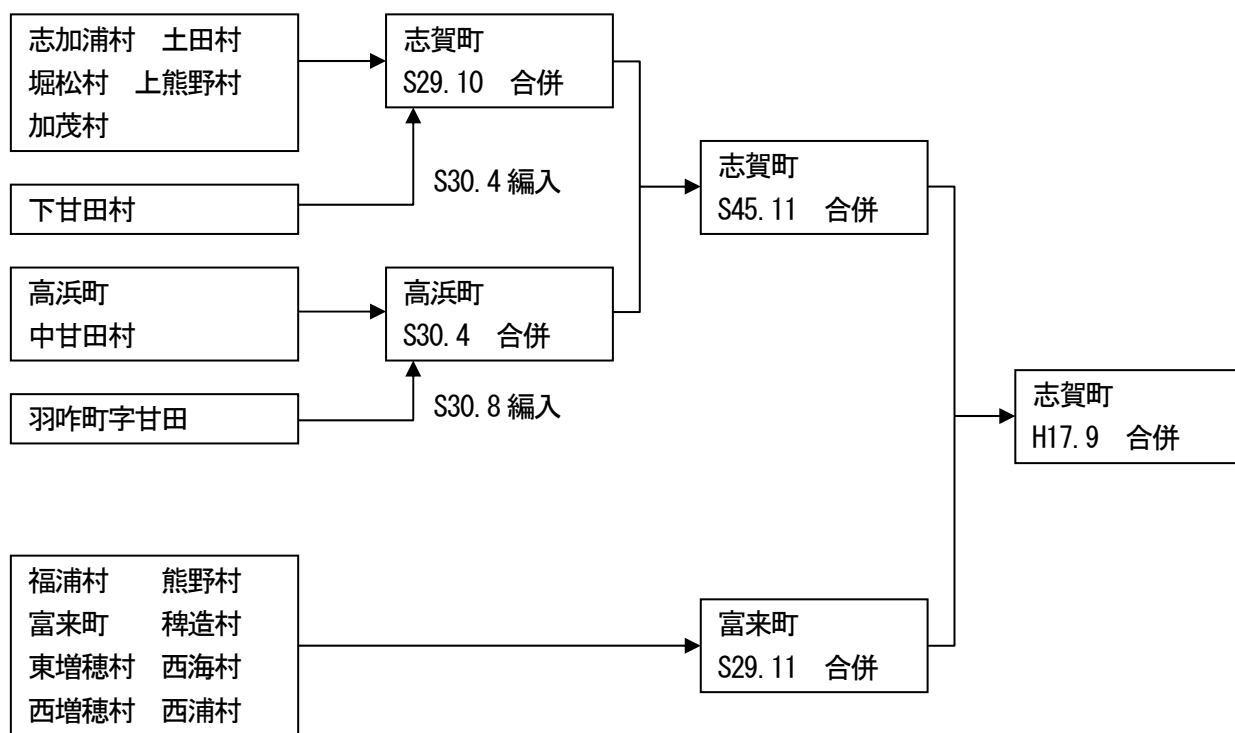 志加浦村　土田村
堀松村　上熊野村
加茂村
志賀町
S29.10　合併
下甘田村
S30.4編入
志賀町
S45.11　合併
高浜町
中甘田村
高浜町
S30.4　合併
羽咋町字甘田
S30.8編入
志賀町
H17.9　合併
福浦村　　熊野村
富来町　　稗造村
東増穂村　西海村
西増穂村　西浦村
富来町
S29.11　合併